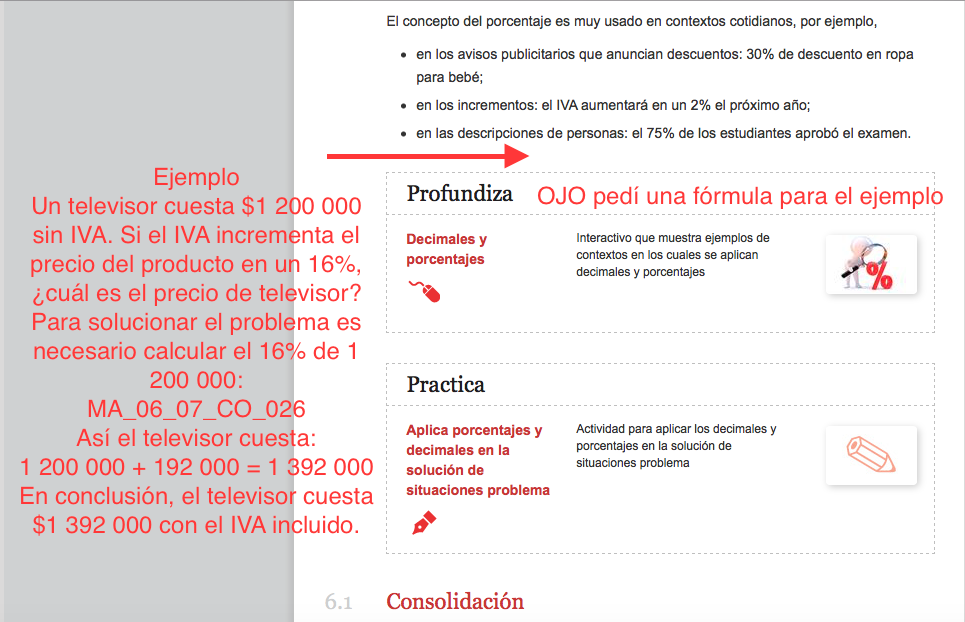 El concepto del porcentaje es muy usado en contextos cotidianos, por ejemplo,
• en los avisos publicitarios que anuncian descuentos: 30% de descuento en ropa
para bebé;
• en los incrementos: el IVA aumentará en un 2% el próximo año;
• en las descripciones de personas: el 75% de los estudiantes aprobó el examen.
Ejemplo
Un televisor cuesta $1 200 000
sin IVA. Si el IVA incrementa el
precio del producto en un 16%,
¿cuál es el precio de televisor?
Para solucionar el problema es
necesario calcular el 16% de 1
200 000:
MA_06_07_CO_026
Así el televisor cuesta:
1 200 000 + 192 000 = 1 392 000
En conclusión, el televisor cuesta
$1 392 000 con el IVA incluido.
Profundiza
OJO pedí una fórmula para el ejemplo
Decimales y
porcentajes
Interactivo que muestra ejemplos de
contextos en los cuales se aplican
decimales y porcentajes
%
Practica
Aplica porcentajes y
decimales en la
solución de
situaciones problema
Actividad para aplicar los decimales y
porcentajes en la solución de
situaciones problema
6.1 Consolidación